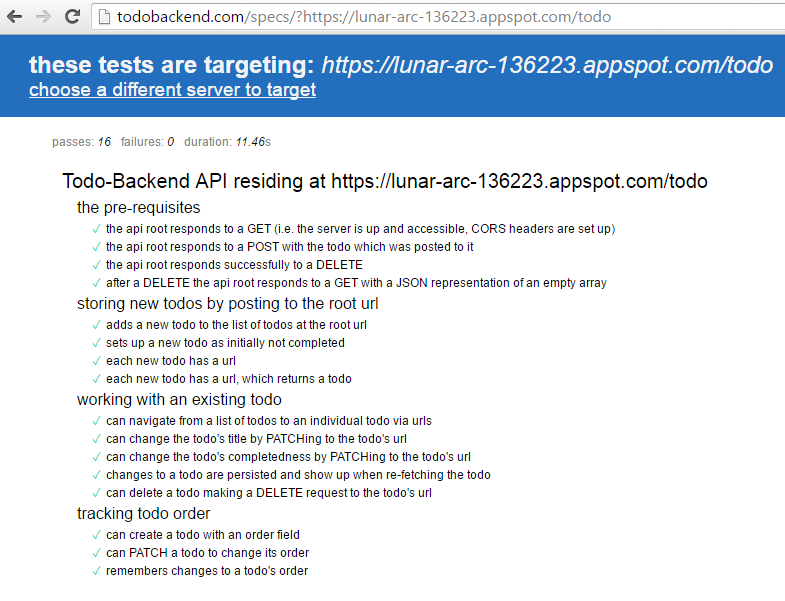 todobackend.com/specs/?https://lunar-arc-136223.appspot.com/todo
these tests are targeting: https://lunar-arc-136223.appspot.com/todo
choose a different server to target
passes: 16 failures: 0 duration: 11.46s
Todo-Backend API residing at https://lunar-arc-136223.appspot.com/todo
the pre-requisites
✓ the api root responds to a GET (i.e. the server is up and accessible, CORS headers are set up)
✓ the api root responds to a POST with the todo which was posted to it
✓ the api root responds successfully to a DELETE
✓ after a DELETE the api root responds to a GET with a JSON representation of an empty array
storing new todos by posting to the root url
✓ adds a new todo to the list of todos at the root url
✓ sets up a new todo as initially not completed
✓ each new todo has a url
✓ each new todo has a url, which returns a todo
working with an existing todo
✓ can navigate from a list of todos to an individual todo via urls
✓ can change the todo's title by PATCHing to the todo's url
✓ can change the todo's completedness by PATCHing to the todo's url
✓ changes to a todo are persisted and show up when re-fetching the todo
✓ can delete a todo making a DELETE request to the todo's url
tracking todo order
✓ can create a todo with an order field
✓ can PATCH a todo to change its order
✓ remembers changes to a todo's order